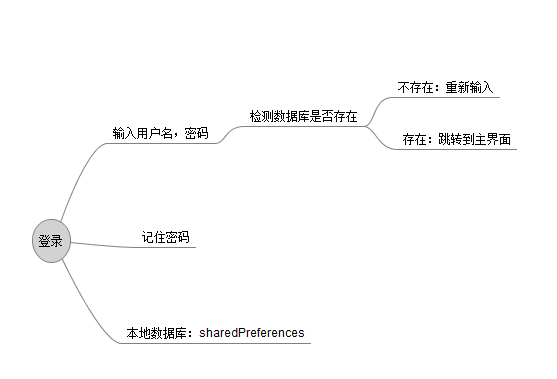 不存在：重新输入
检测数据库是否存在
输入用户名，密码
存在：跳转到主界面
登录
记住密码
本地数据库：sharedPreferences